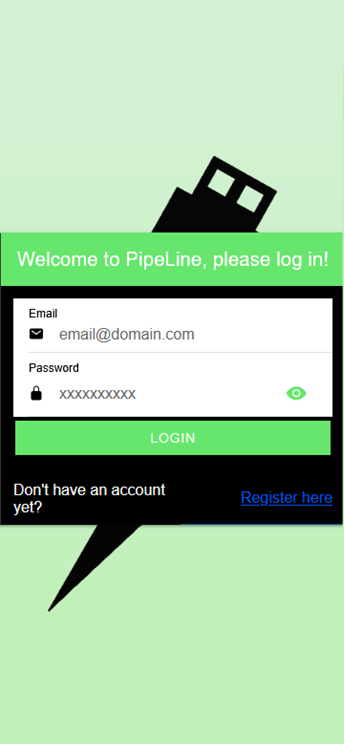 Welcome to PipeLine, please log in!
Email
email@domain.com
Password
xxxxxxxxxx
LOGIN
Don't have an account
yet?
Register here